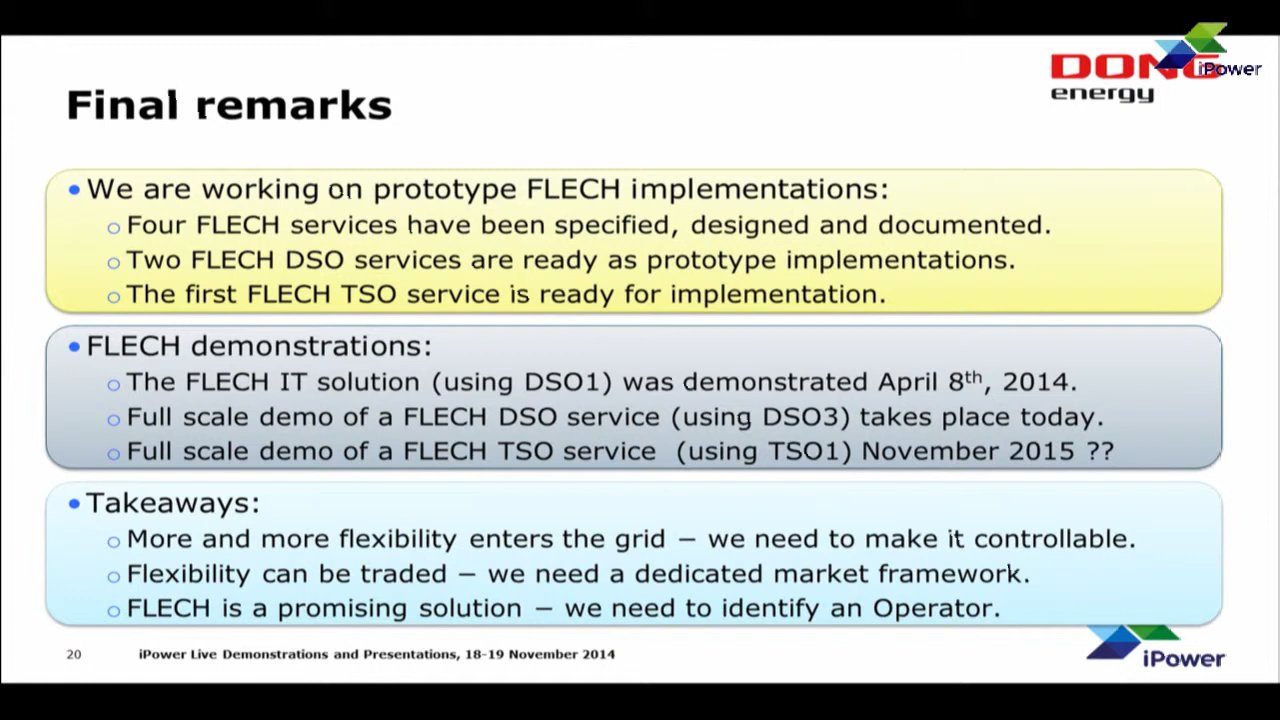 DONG
energy
iPower
Final remarks
• We are working on prototype FLECH implementations:
○ Four FLECH services have been specified, designed and documented.
○ Two FLECH DSO services are ready as prototype implementations.
○ The first FLECH TSO service is ready for implementation.
• FLECH demonstrations:
○ The FLECH IT solution (using DSO1) was demonstrated April 8th, 2014.
○ Full scale demo of a FLECH DSO service (using DSO3) takes place today.
○ Full scale demo of a FLECH TSO service (using TSO1) November 2015 ??
• Takeaways:
○ More and more flexibility enters the grid – we need to make it controllable.
○ Flexibility can be traded – we need a dedicated market framework.
○ FLECH is a promising solution – we need to identify an Operator.
20 iPower Live Demonstrations and Presentations, 18-19 November 2014
iPower